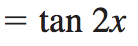 = tan 2x